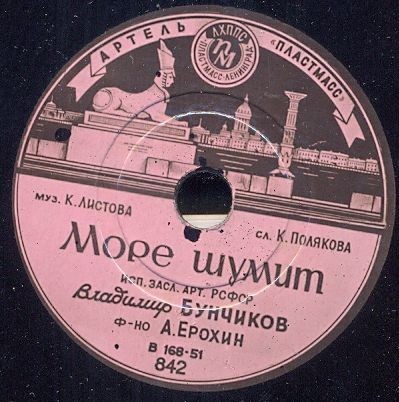 АРТЕЛЬ
ЛХППС
ПМ
ПЛАСТМАСС-ЛЕНИНГРАД
"ПЛАСТМАСС"
муз. К. Листова
сл. К. Полякова
Море шумит
исп. засл. арт. РСФСР
Владимир БУНЧИКОВ
ф-но А. Ерохин
В 168-51
842